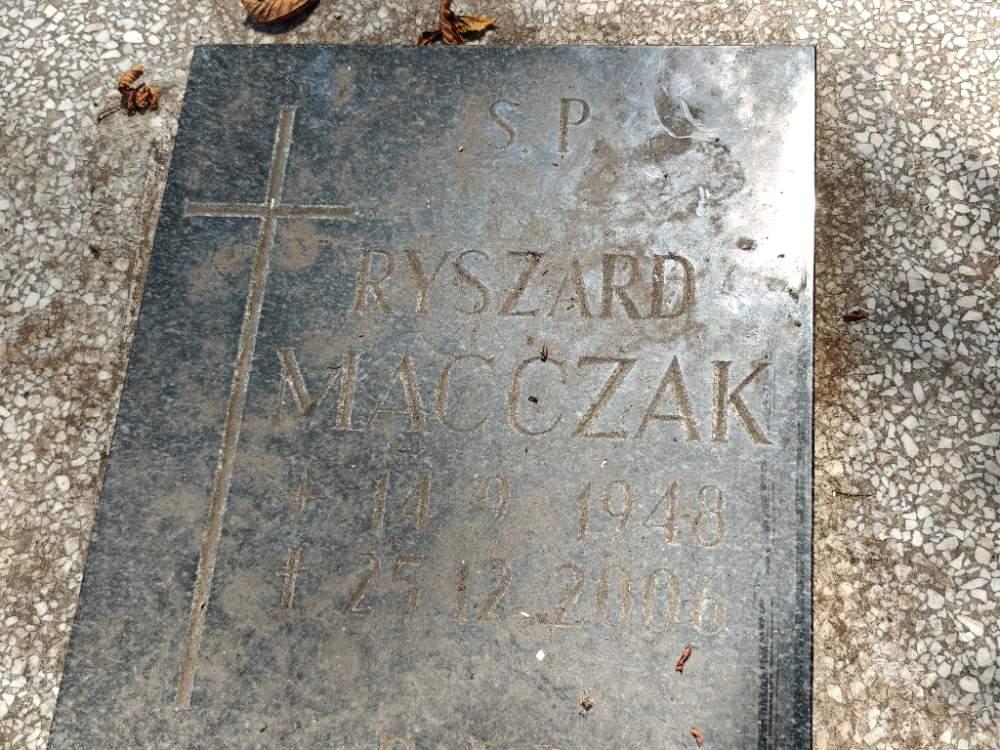 S. P.
RYSZARD
MACCZAK
+ 14 9. 1948
† 25 12. 2006